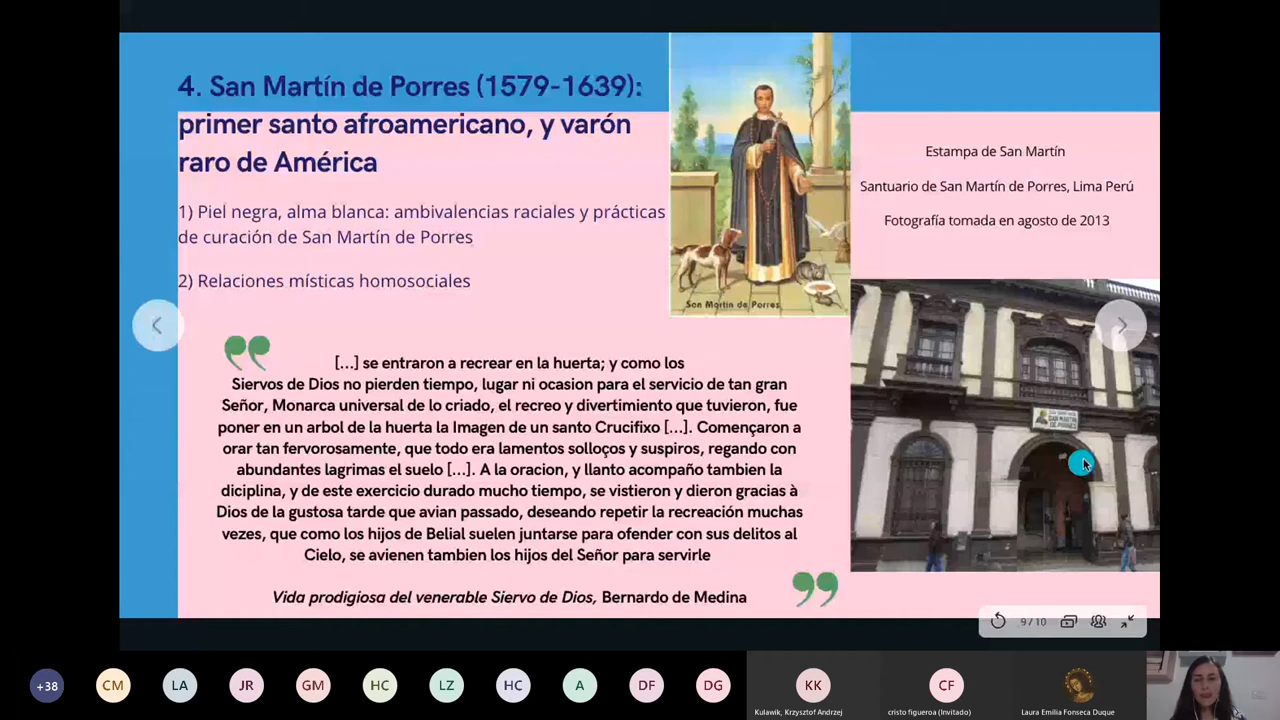 4. San Martín de Porres (1579-1639):
primer santo afroamericano, y varón
raro de América
1) Piel negra, alma blanca: ambivalencias raciales y prácticas
de curación de San Martín de Porres
2) Relaciones místicas homosociales
San Martín de Porres
Estampa de San Martín
Santuario de San Martín de Porres, Lima Perú
Fotografía tomada en agosto de 2013
SAN MARTIN
DE PORRES
[...] se entraron a recrear en la huerta; y como los
Siervos de Dios no pierden tiempo, lugar ni ocasion para el servicio de tan gran
Señor, Monarca universal de lo criado, el recreo y divertimiento que tuvieron, fue
poner en un arbol de la huerta la Imagen de un santo Crucifixo [...]. Començaron a
orar tan fervorosamente, que todo era lamentos solloços y suspiros, regando con
abundantes lagrimas el suelo [...]. A la oracion, y llanto acompaño tambien la
diciplina, y de este exercicio durado mucho tiempo, se vistieron y dieron gracias à
Dios de la gustosa tarde que avian passado, deseando repetir la recreación muchas
vezes, que como los hijos de Belial suelen juntarse para ofender con sus delitos al
Cielo, se avienen tambien los hijos del Señor para servirle
Vida prodigiosa del venerable Siervo de Dios, Bernardo de Medina
9/10
+38
CM
LA
JR
GM
HC
LZ
HC
A
DF
DG
KK
CF
Kulawik, Krzysztof Andrzej
cristo figueroa (Invitado)
Laura Emilia Fonseca Duque